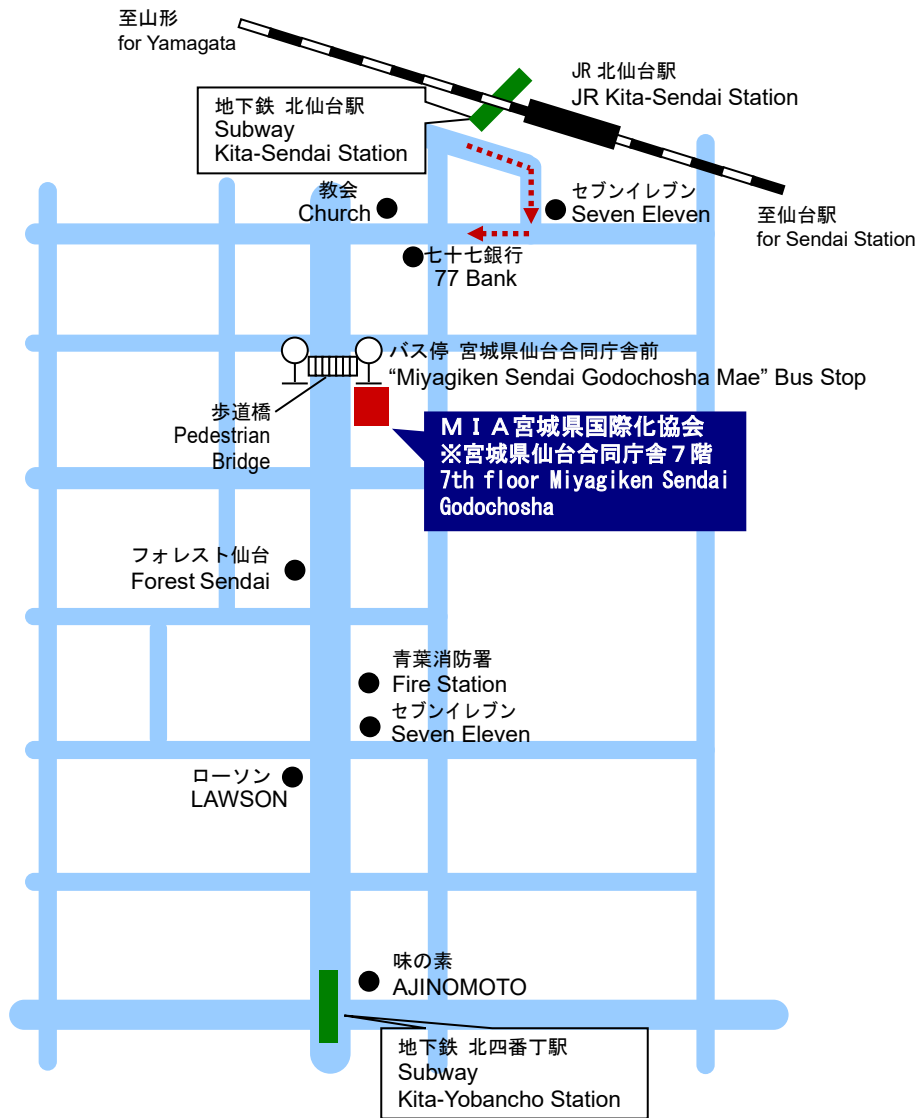 至山形
for Yamagata
JR 北仙台駅
JR Kita-Sendai Station
地下鉄 北仙台駅
Subway
Kita-Sendai Station
教会
Church
セブンイレブン
Seven Eleven
至仙台駅
for Sendai Station
七十七銀行
77 Bank
バス停 宮城県仙台合同庁舎前
“Miyagiken Sendai Godochosha Mae” Bus Stop
歩道橋
Pedestrian
Bridge
ＭＩＡ宮城県国際化協会
※宮城県仙台合同庁舎７階
7th floor Miyagiken Sendai
Godochosha
フォレスト仙台
Forest Sendai
青葉消防署
Fire Station
セブンイレブン
Seven Eleven
ローソン
LAWSON
味の素
AJINOMOTO
地下鉄 北四番丁駅
Subway
Kita-Yobancho Station